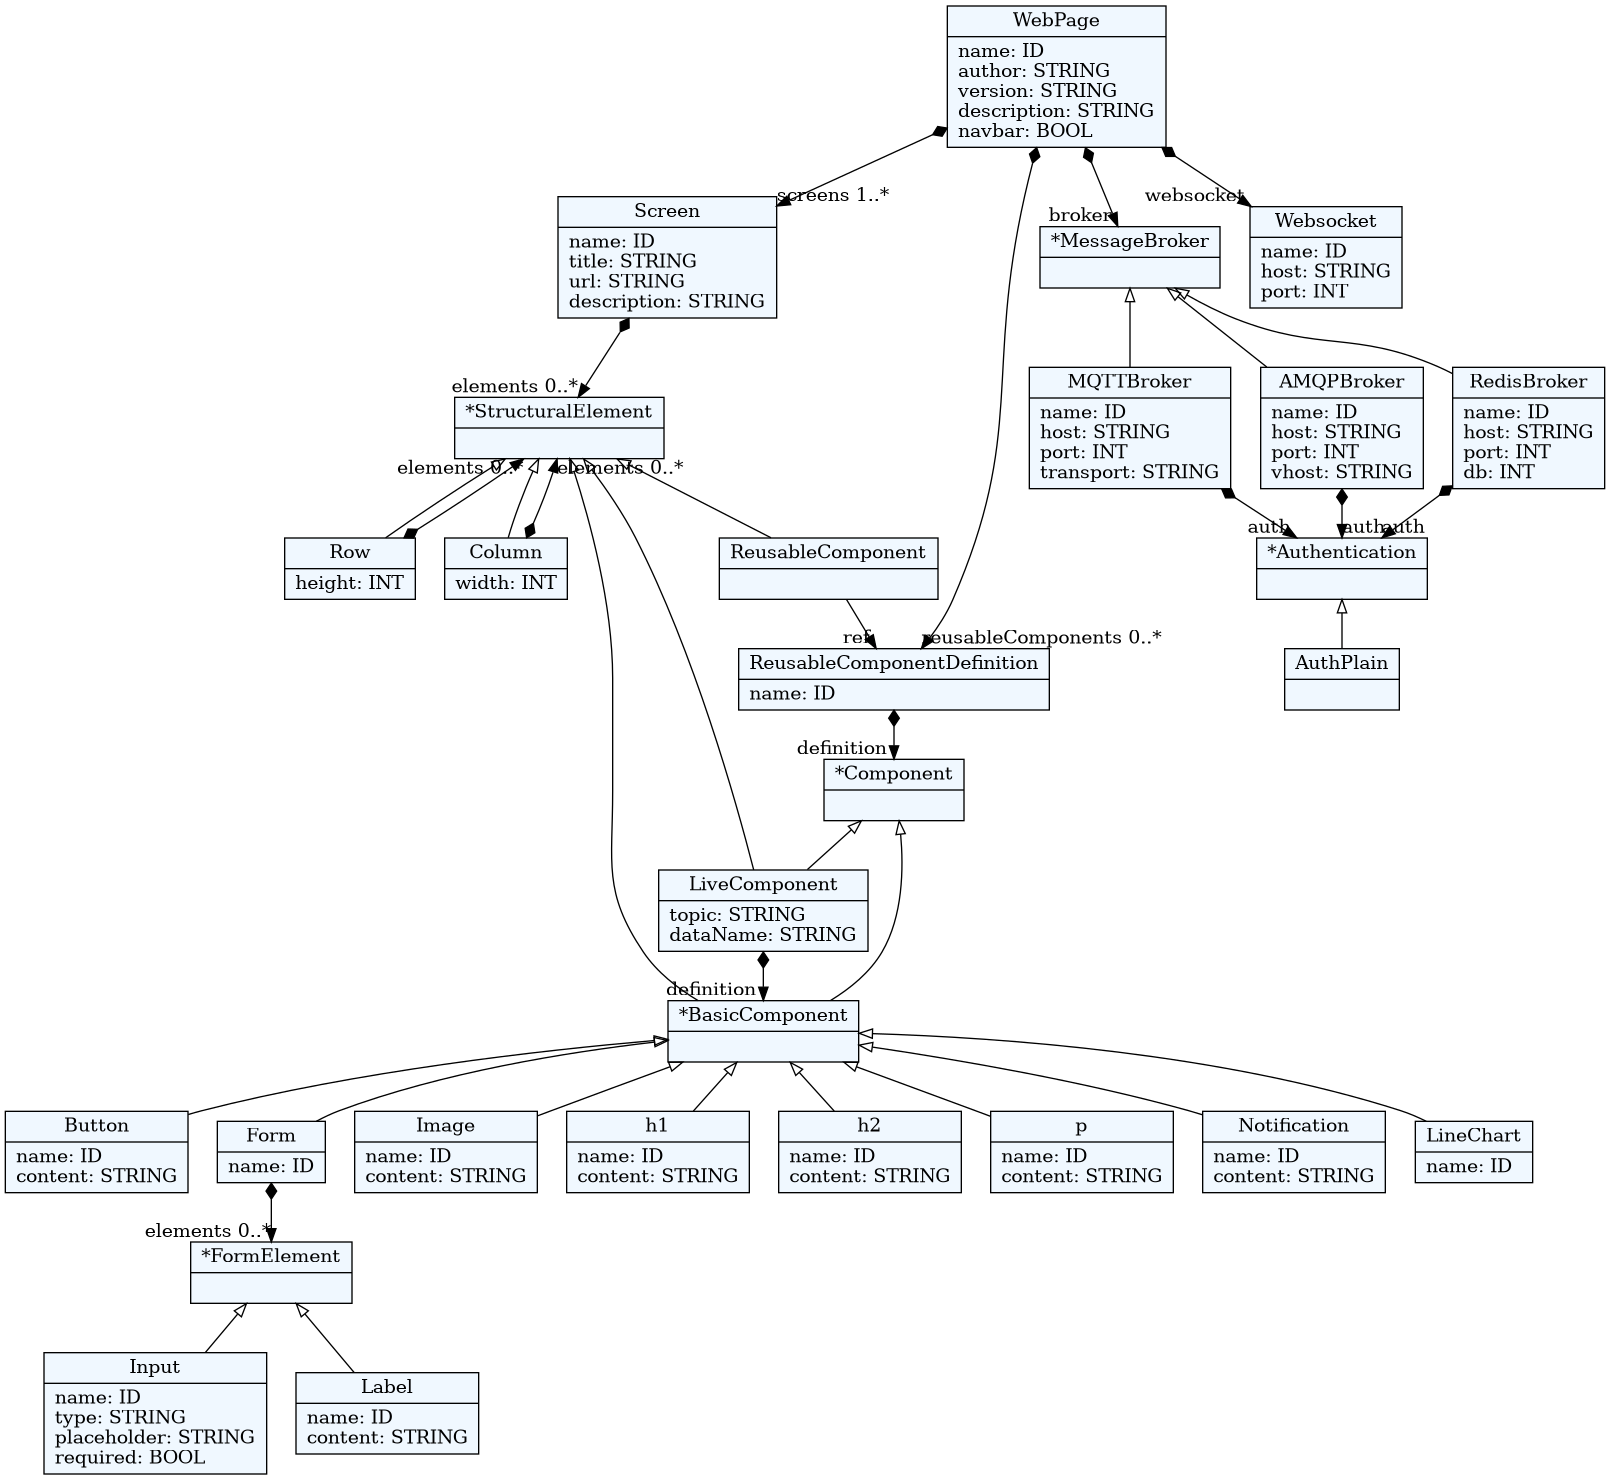 WebPage
name: ID
author: STRING
version: STRING
description: STRING
navbar: BOOL
screens 1..*
broker
websocket
Screen
name: ID
title: STRING
url: STRING
description: STRING
*MessageBroker
Websocket
name: ID
host: STRING
port: INT
elements 0..*
*StructuralElement
MQTTBroker
name: ID
host: STRING
port: INT
transport: STRING
AMQPBroker
name: ID
host: STRING
port: INT
vhost: STRING
RedisBroker
name: ID
host: STRING
port: INT
db: INT
elements 0..*
elements 0..*
auth
auth
auth
Row
height: INT
Column
width: INT
ReusableComponent
*Authentication
ref
reusableComponents 0..*
ReusableComponentDefinition
name: ID
AuthPlain
definition
*Component
LiveComponent
topic: STRING
dataName: STRING
definition
*BasicComponent
Button
name: ID
content: STRING
Form
name: ID
Image
name: ID
content: STRING
h1
name: ID
content: STRING
h2
name: ID
content: STRING
p
name: ID
content: STRING
Notification
name: ID
content: STRING
LineChart
name: ID
elements 0..*
*FormElement
Input
name: ID
type: STRING
placeholder: STRING
required: BOOL
Label
name: ID
content: STRING